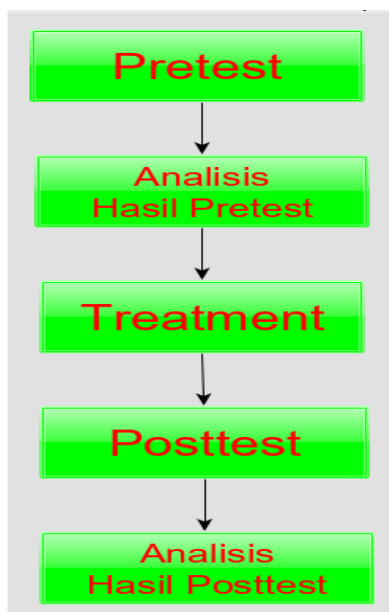 Pretest
Analisis
Hasil Pretest
Treatment
Posttest
Analisis
Hasil Posttest